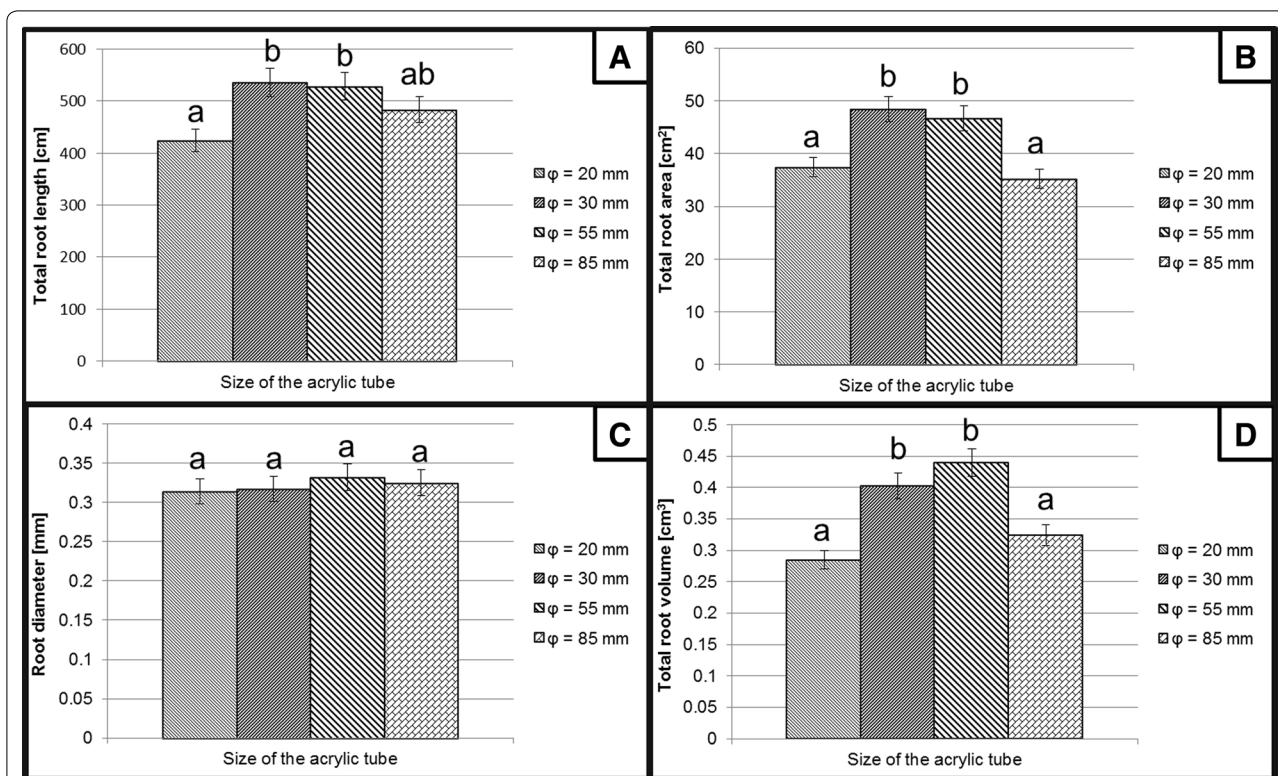 A
Total root length [cm]
600
500
400
300
200
100
0
a
b
b
ab
Size of the acrylic tube
φ = 20 mm
φ = 30 mm
φ = 55 mm
φ = 85 mm
B
Total root area [cm²]
60
50
40
30
20
10
0
a
b
b
a
Size of the acrylic tube
φ = 20 mm
φ = 30 mm
φ = 55 mm
φ = 85 mm
C
Root diameter [mm]
0.4
0.35
0.3
0.25
0.2
0.15
0.1
0.05
0
a
a
a
a
Size of the acrylic tube
φ = 20 mm
φ = 30 mm
φ = 55 mm
φ = 85 mm
D
Total root volume [cm³]
0.5
0.45
0.4
0.35
0.3
0.25
0.2
0.15
0.1
0.05
0
a
b
b
a
Size of the acrylic tube
φ = 20 mm
φ = 30 mm
φ = 55 mm
φ = 85 mm